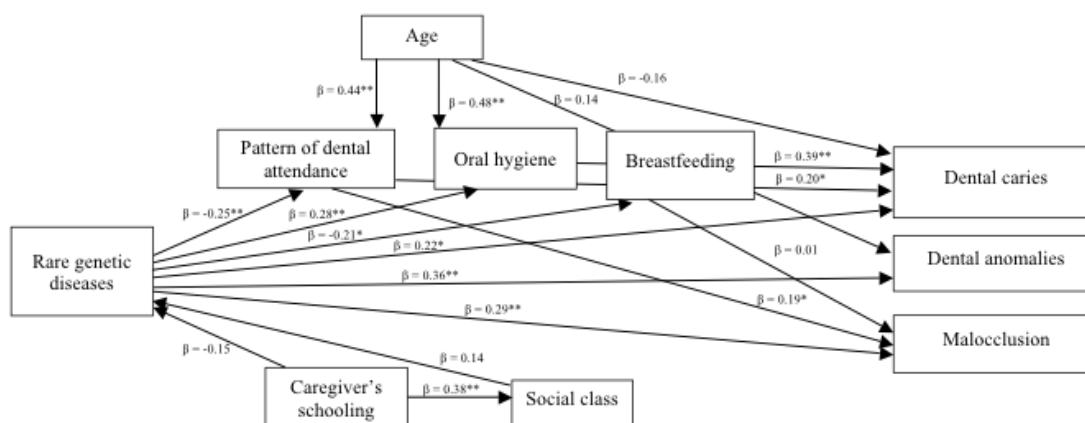 Age
β = -0.16
β = 0.44**
β = 0.48**
β = 0.14
Pattern of dental
attendance
Oral hygiene
Breastfeeding
β = 0.39**
β = 0.20*
Dental caries
β = -0.25**
β = 0.28**
β = -0.21*
β = 0.22*
β = 0.01
Rare genetic
diseases
Dental anomalies
β = 0.36**
β = 0.19*
β = 0.29**
Malocclusion
β = -0.15
β = 0.14
Caregiver's
schooling
β = 0.38**
Social class